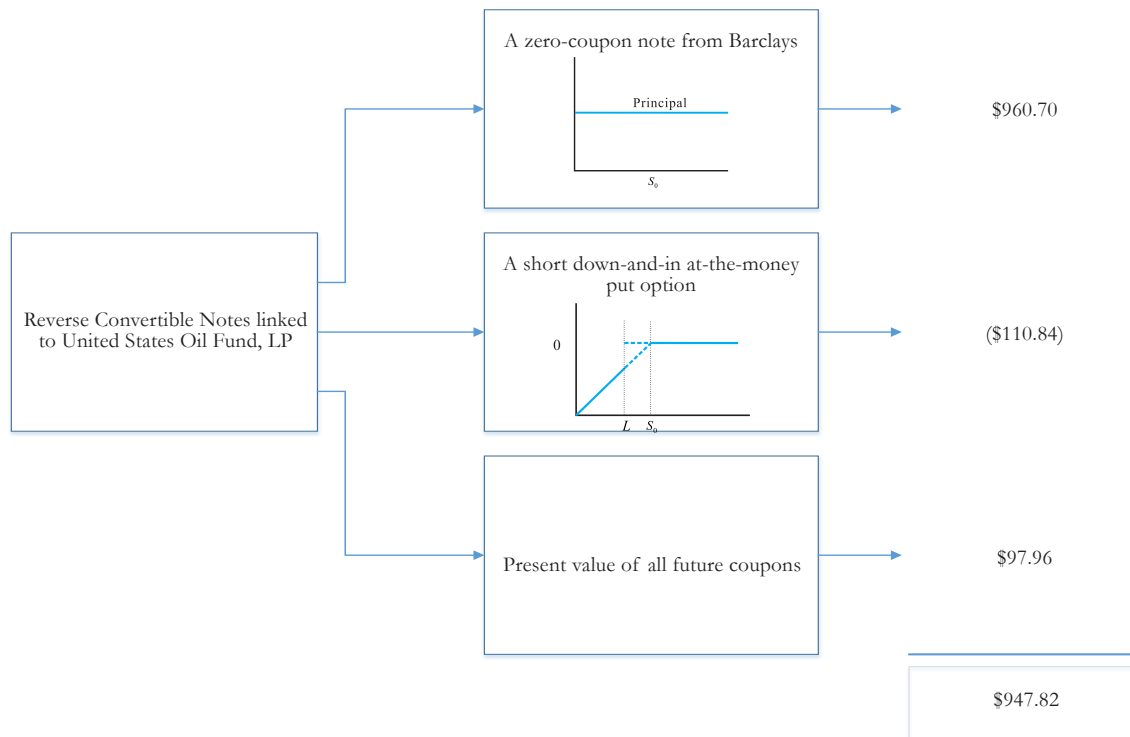 A zero-coupon note from Barclays
Principal
S₀
$960.70
Reverse Convertible Notes linked
to United States Oil Fund, LP
A short down-and-in at-the-money
put option
0
L S₀
($110.84)
Present value of all future coupons
$97.96
$947.82